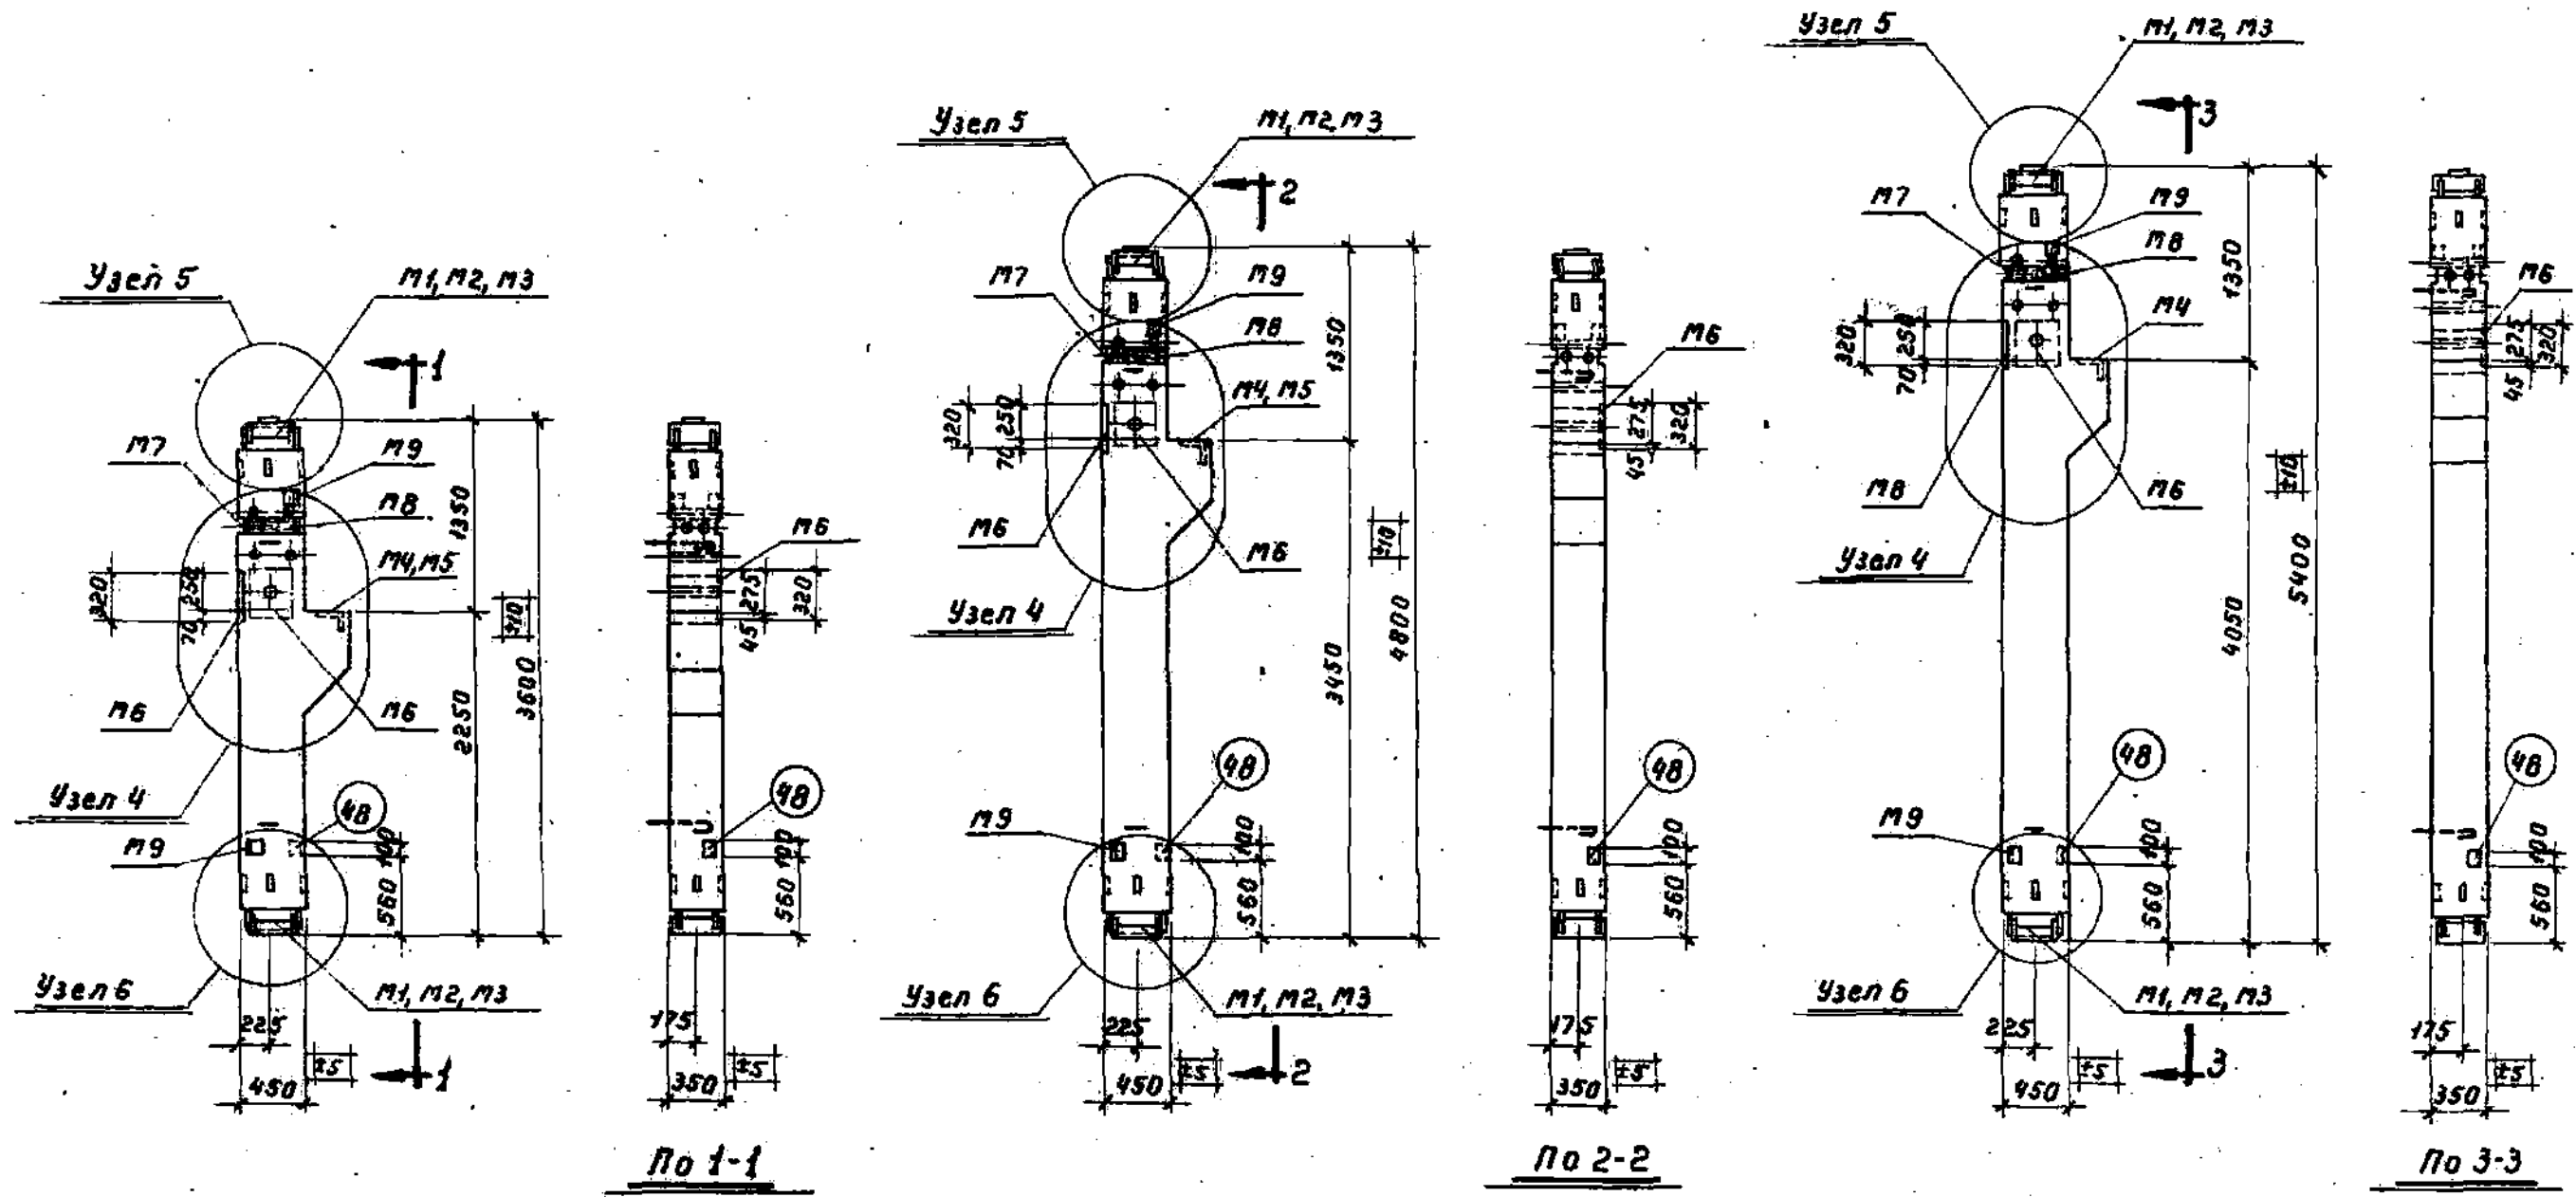 Узел 5
М1, М2, М3
1
М7
М9
М8
М4, М5
320
250
70
1350
±10
3600
2250
М6
М6
Узел 4
48
М9
100
560
Узел 6
М1, М2, М3
225
±5
450
1
М6
275
320
45
48
100
560
175
±5
350
По 1-1
Узел 5
М1, М2, М3
2
М7
М9
М8
М4, М5
320
250
70
1350
±10
4800
3450
М6
М6
Узел 4
48
М9
100
560
Узел 6
М1, М2, М3
225
±5
450
2
М6
275
320
45
48
100
560
175
±5
350
По 2-2
Узел 5
М1, М2, М3
3
М7
М9
М8
М4
320
250
70
1350
±10
5400
4050
М8
М6
Узел 4
48
М9
100
560
Узел 6
М1, М2, М3
225
±5
450
3
М6
275
320
45
48
100
560
175
±5
350
По 3-3